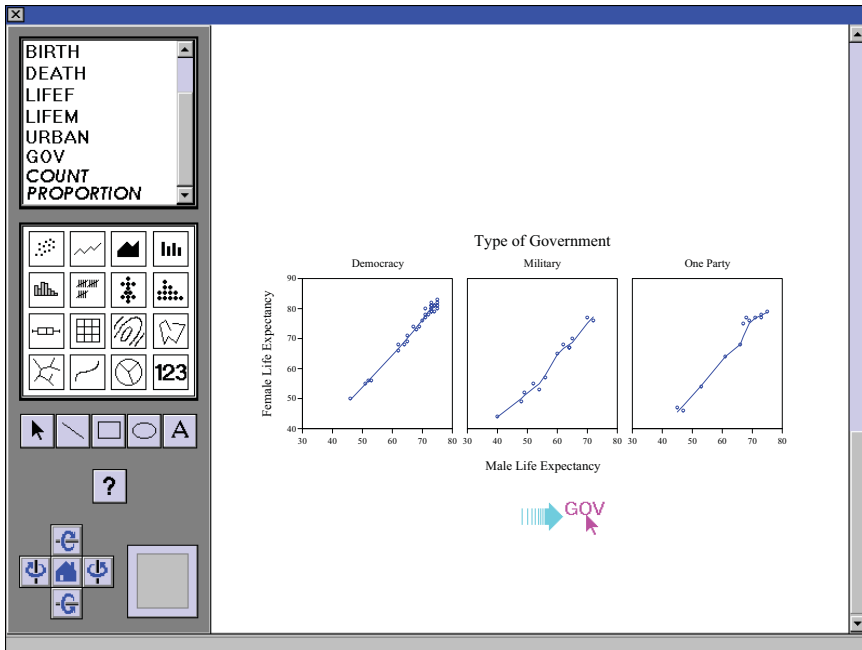 BIRTH
DEATH
LIFEF
LIFEM
URBAN
GOV
COUNT
PROPORTION
123
A
?
Type of Government
Democracy Military One Party
90
80
70
60
50
40
Female Life Expectancy
30 40 50 60 70 80 30 40 50 60 70 80 30 40 50 60 70 80
Male Life Expectancy
GOV